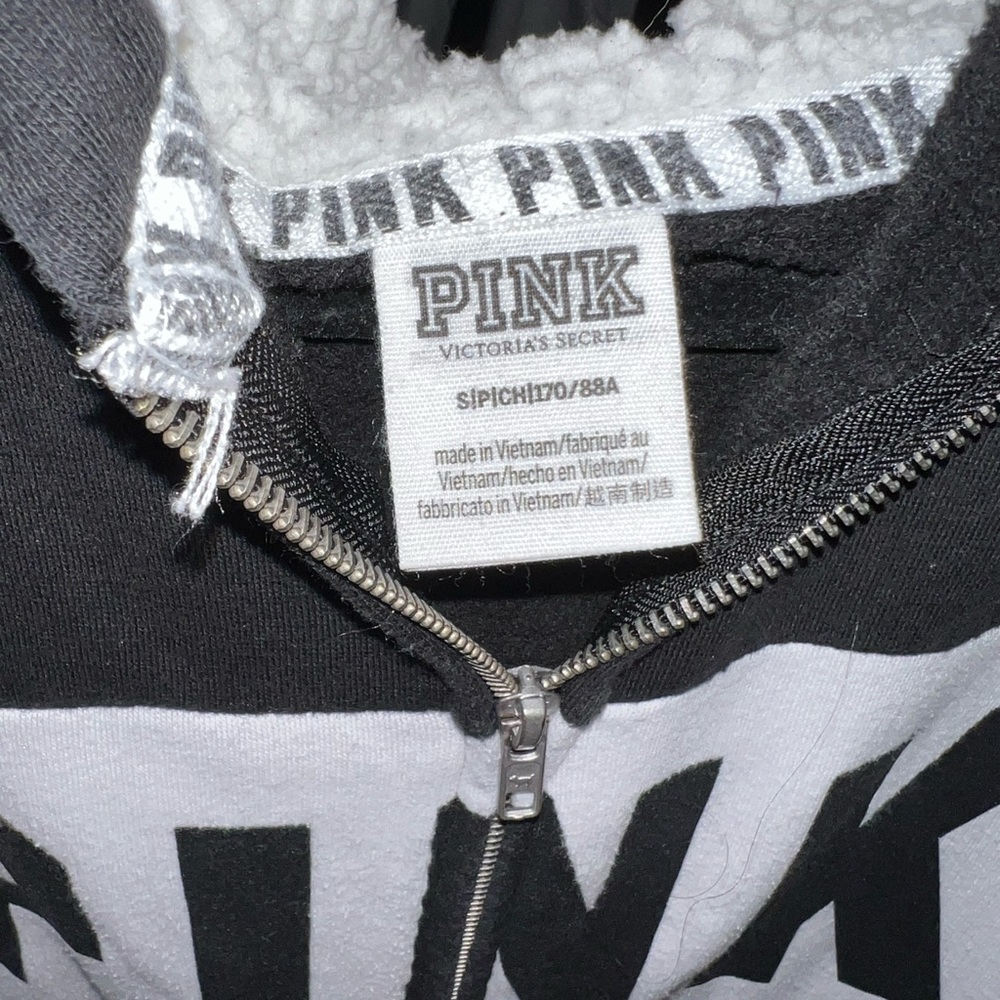 PINK PINK PINK
PINK
VICTORIA'S SECRET
S|P|CH|170/88A
made in Vietnam/fabriqué au
Vietnam/hecho en Vietnam/
fabbricato in Vietnam/越南制造
PINK